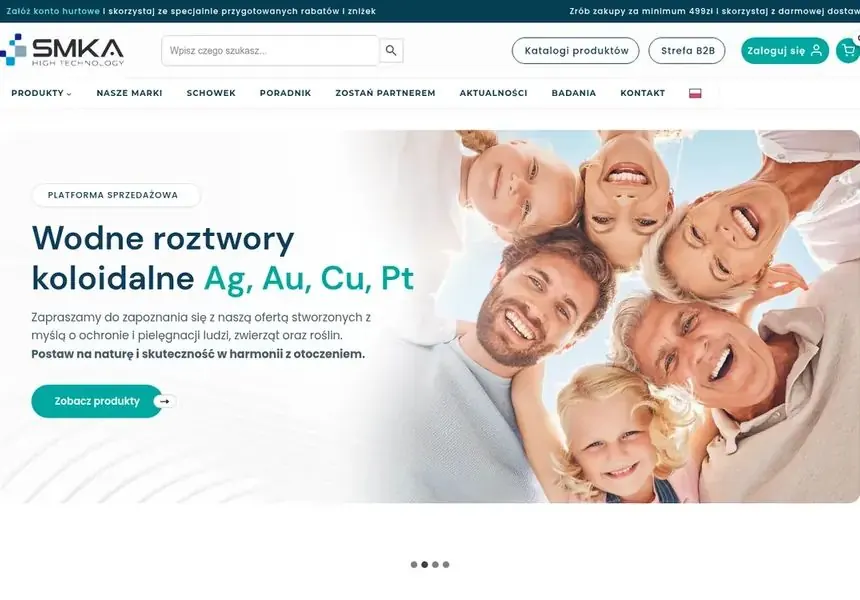 Załóż konto hurtowe i skorzystaj ze specjalnie przygotowanych rabatów i zniżek
Zrób zakupy za minimum 499zł i skorzystaj z darmowej
SMKA
HIGH TECHNOLOGY
Wpisz czego szukasz...
Katalogi produktów
Strefa B2B
Zaloguj się
PRODUKTY
NASZE MARKI
SCHOWEK
PORADNIK
ZOSTAŃ PARTNEREM
AKTUALNOŚCI
BADANIA
KONTAKT
PLATFORMA SPRZEDAŻOWA
Wodne roztwory
koloidalne Ag, Au, Cu, Pt
Zapraszamy do zapoznania się z naszą ofertą stworzonych z
myślą o ochronie i pielęgnacji ludzi, zwierząt oraz roślin.
Postaw na naturę i skuteczność w harmonii z otoczeniem.
Zobacz produkty